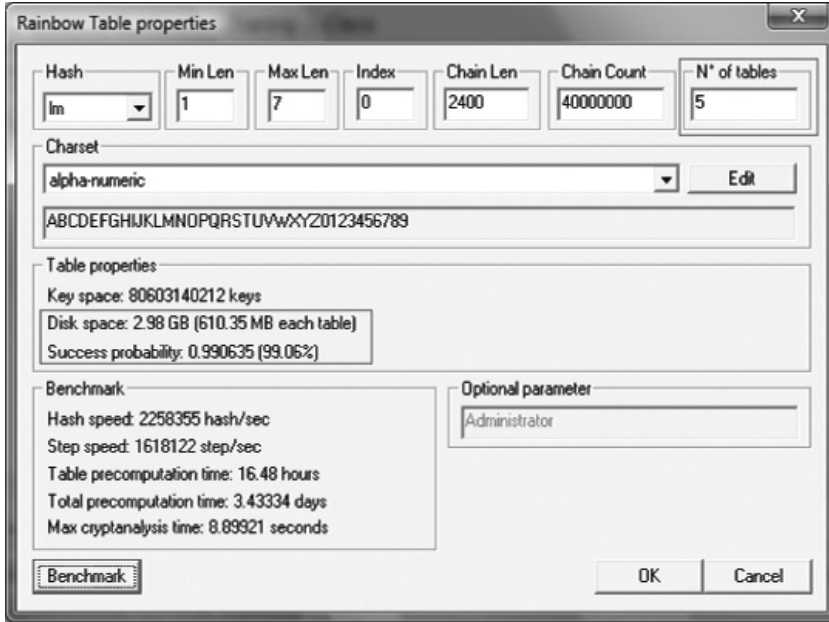 Rainbow Table properties
Hash
Min Len
Max Len
Index
Chain Len
Chain Count
N° of tables
lm
1
7
0
2400
40000000
5
Charset
alpha-numeric
Edit
ABCDEFGHIJKLMNOPQRSTUVWXYZ0123456789
Table properties
Key space: 80603140212 keys
Disk space: 2.98 GB (610.35 MB each table)
Success probability: 0.990635 (99.06%)
Benchmark
Hash speed: 2258355 hash/sec
Step speed: 1618122 step/sec
Table precomputation time: 16.48 hours
Total precomputation time: 3.43334 days
Max cryptanalysis time: 8.89921 seconds
Optional parameter
Administrator
Benchmark
OK
Cancel